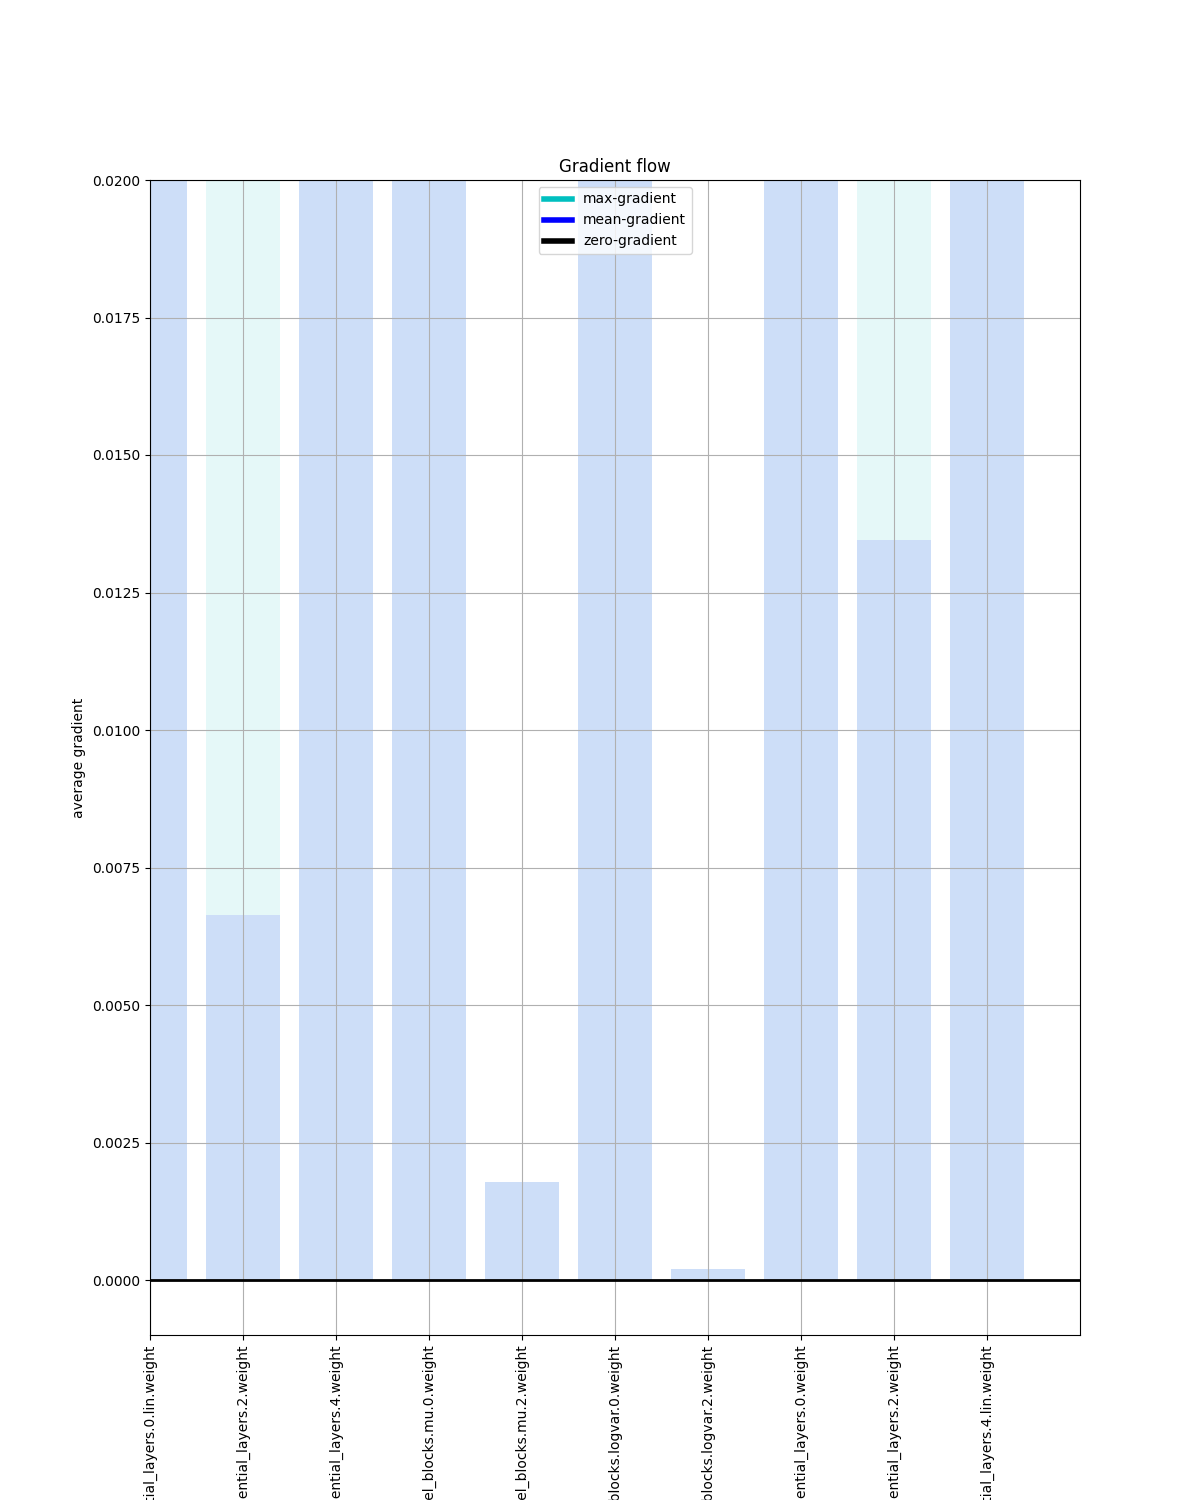 Gradient flow
max-gradient
mean-gradient
zero-gradient
0.0200
0.0175
0.0150
0.0125
0.0100
0.0075
0.0050
0.0025
0.0000
average gradient
tial_layers.0.lin.weight
ential_layers.2.weight
ential_layers.4.weight
el_blocks.mu.0.weight
el_blocks.mu.2.weight
blocks.logvar.0.weight
blocks.logvar.2.weight
ential_layers.0.weight
ential_layers.2.weight
tial_layers.4.lin.weight